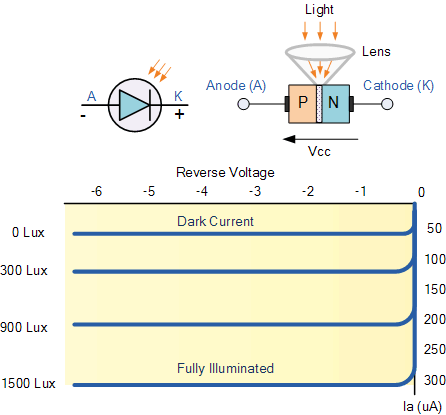 Light
Lens
A K
- +
Anode (A) P N Cathode (K)
Vcc
Reverse Voltage
-6 -5 -4 -3 -2 -1 0
Dark Current
0 Lux 50
300 Lux 100
150
900 Lux 200
250
Fully Illuminated
1500 Lux 300
Ia (uA)